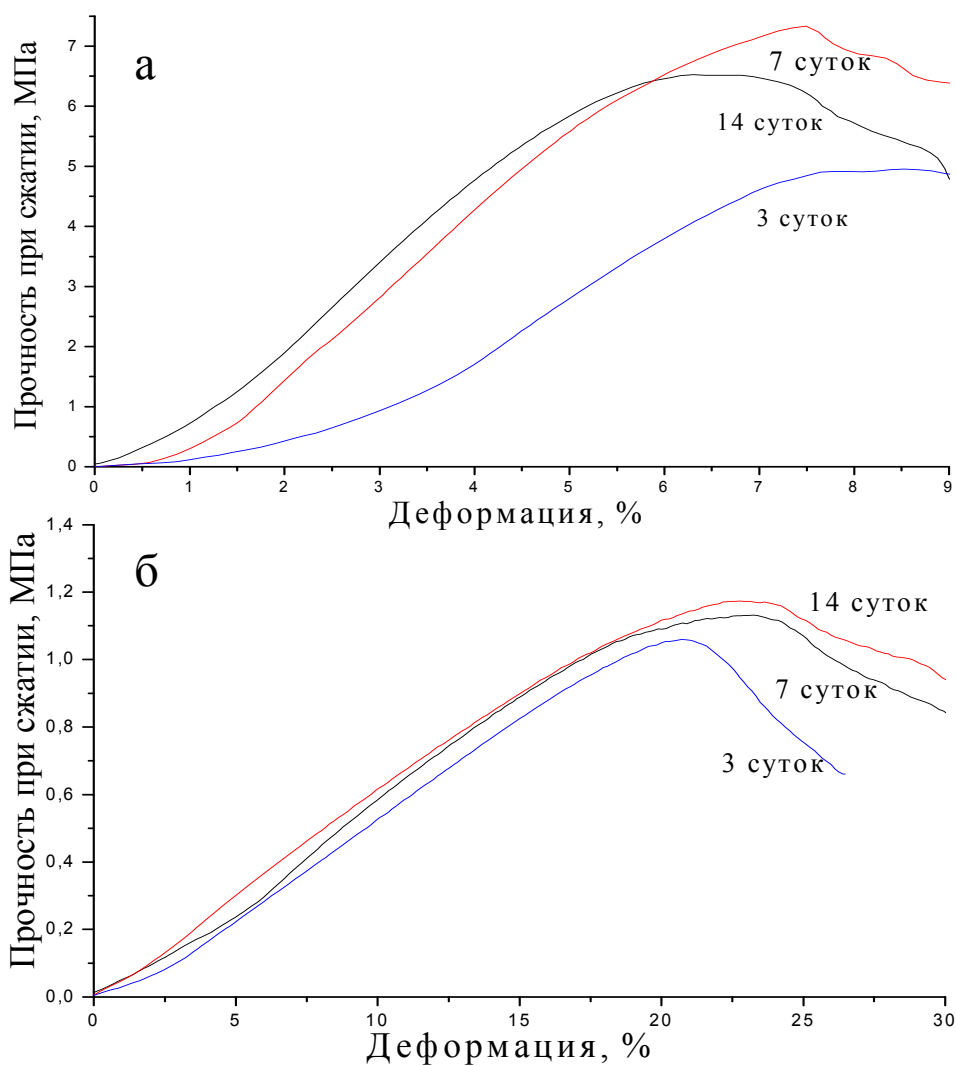 а
Прочность при сжатии, МПа
7
6
5
4
3
2
1
0
7 суток
14 суток
3 суток
0 1 2 3 4 5 6 7 8 9
Деформация, %
б
Прочность при сжатии, МПа
1,4
1,2
1,0
0,8
0,6
0,4
0,2
0,0
14 суток
7 суток
3 суток
0 5 10 15 20 25 30
Деформация, %